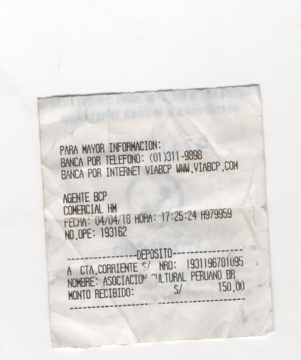 PARA MAYOR INFORMACION:
BANCA POR TELEFONO: (01)311-9898
BANCA POR INTERNET VIABCP WWW.VIABCP.COM
AGENTE BCP
COMERCIAL HM
FECHA: 04/04/18 HORA: 17:25:24 H979959
NO.OPE: 193162
DEPOSITO
A CTA.CORRIENTE S/ NRO: 1931196781095
NOMBRE: ASOCIACION CULTURAL PERUANO BR
MONTO RECIBIDO: S/ 150,00